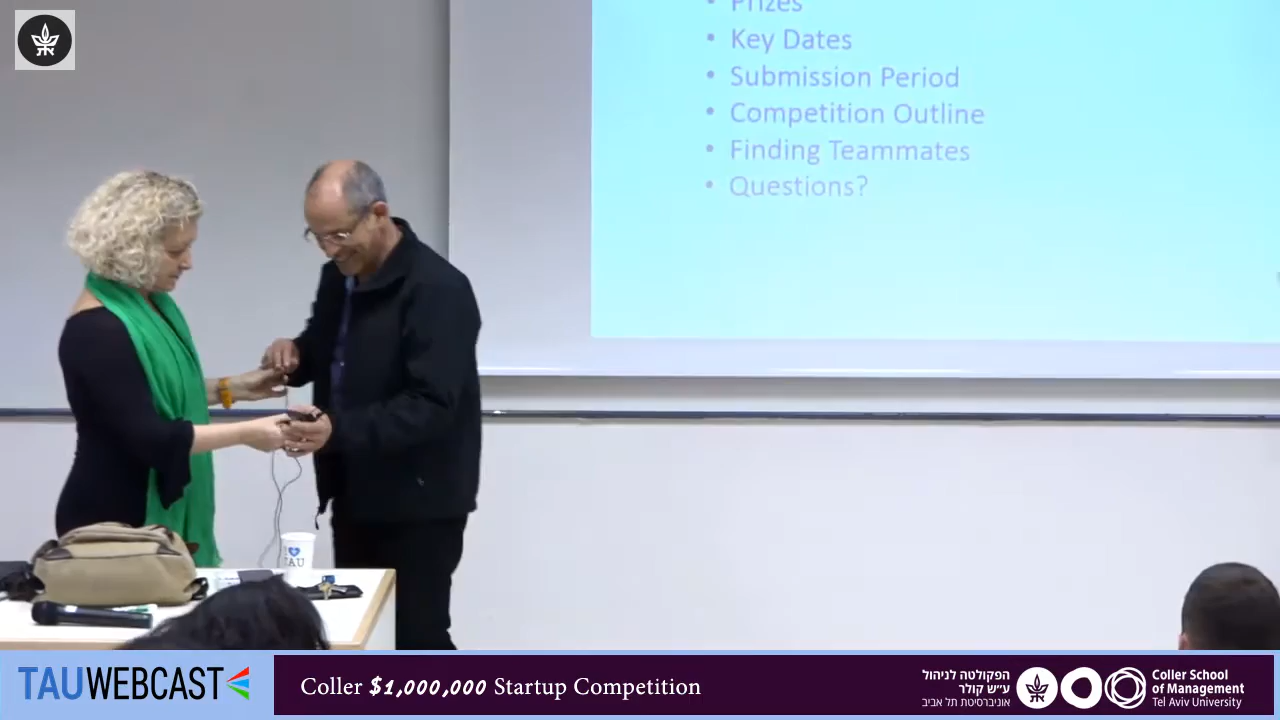 • Prizes
• Key Dates
• Submission Period
• Competition Outline
• Finding Teammates
• Questions?
I ♥ TAU
TAUWEBCAST
Coller $1,000,000 Startup Competition
הפקולטה לניהול
ע״ש קולר
אוניברסיטת תל אביב
Coller School
of Management
Tel Aviv University